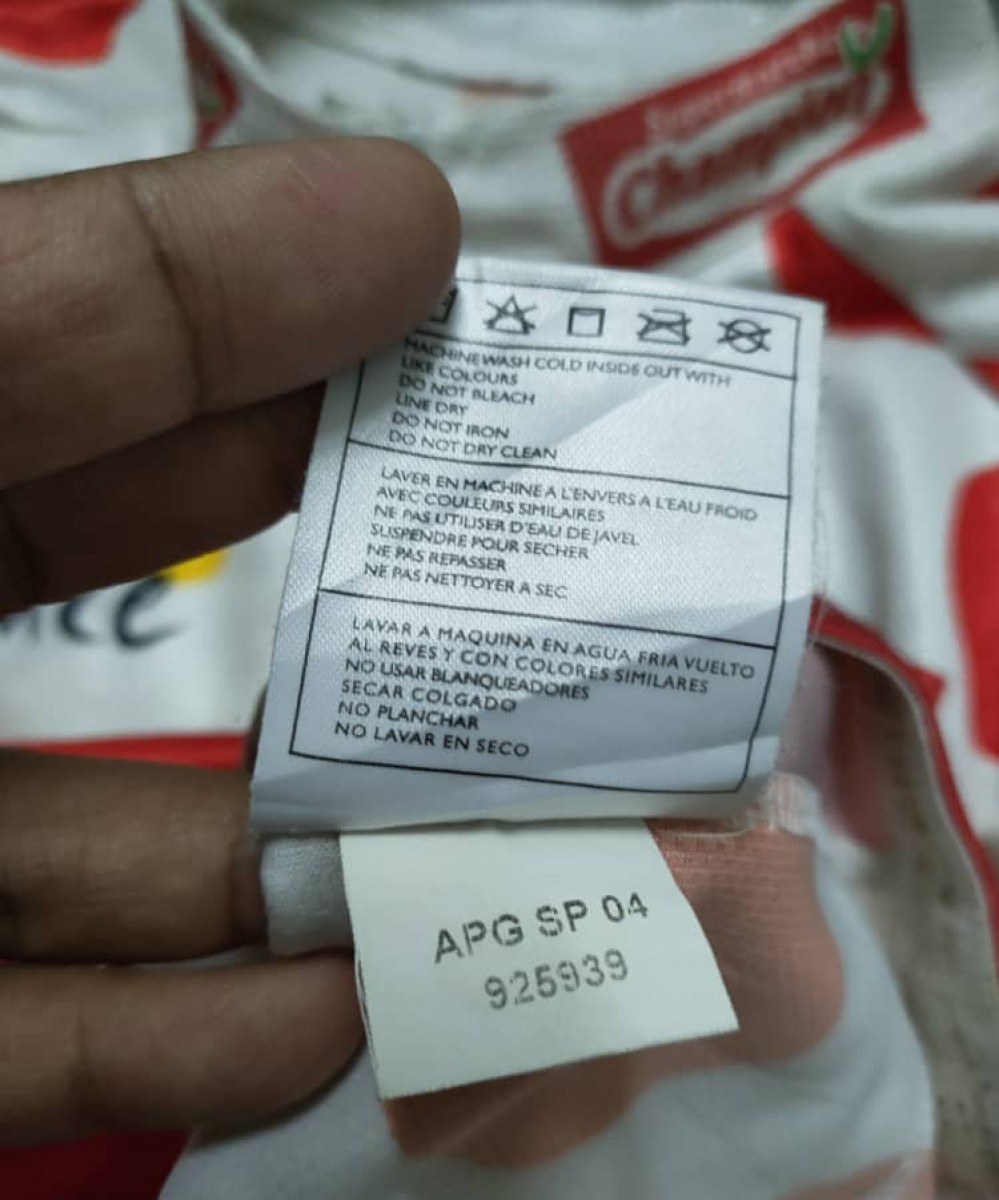 Supermarchés
Champion
MACHINE WASH COLD INSIDE OUT WITH
LIKE COLOURS
DO NOT BLEACH
LINE DRY
DO NOT IRON
DO NOT DRY CLEAN
LAVER EN MACHINE A L'ENVERS A L'EAU FROID
AVEC COULEURS SIMILAIRES
NE PAS UTILISER D'EAU DE JAVEL
SUSPENDRE POUR SECHER
NE PAS REPASSER
NE PAS NETTOYER A SEC
LAVAR A MAQUINA EN AGUA FRIA VUELTO
AL REVES Y CON COLORES SIMILARES
NO USAR BLANQUEADORES
SECAR COLGADO
NO PLANCHAR
NO LAVAR EN SECO
APG SP 04
925939